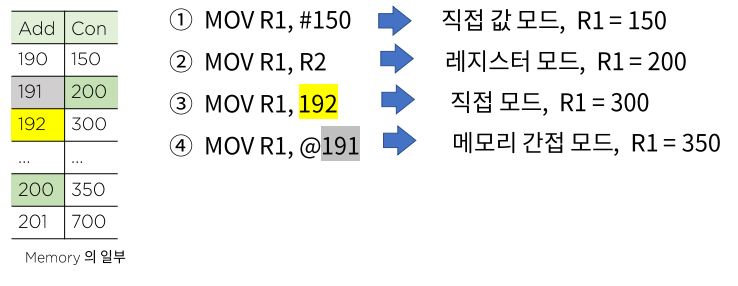 Add Con
190 150
191 200
192 300
... ...
200 350
201 700
Memory 의 일부
① MOV R1, #150 직접 값 모드, R1 = 150
② MOV R1, R2 레지스터 모드, R1 = 200
③ MOV R1, 192 직접 모드, R1 = 300
④ MOV R1, @191 메모리 간접 모드, R1 = 350